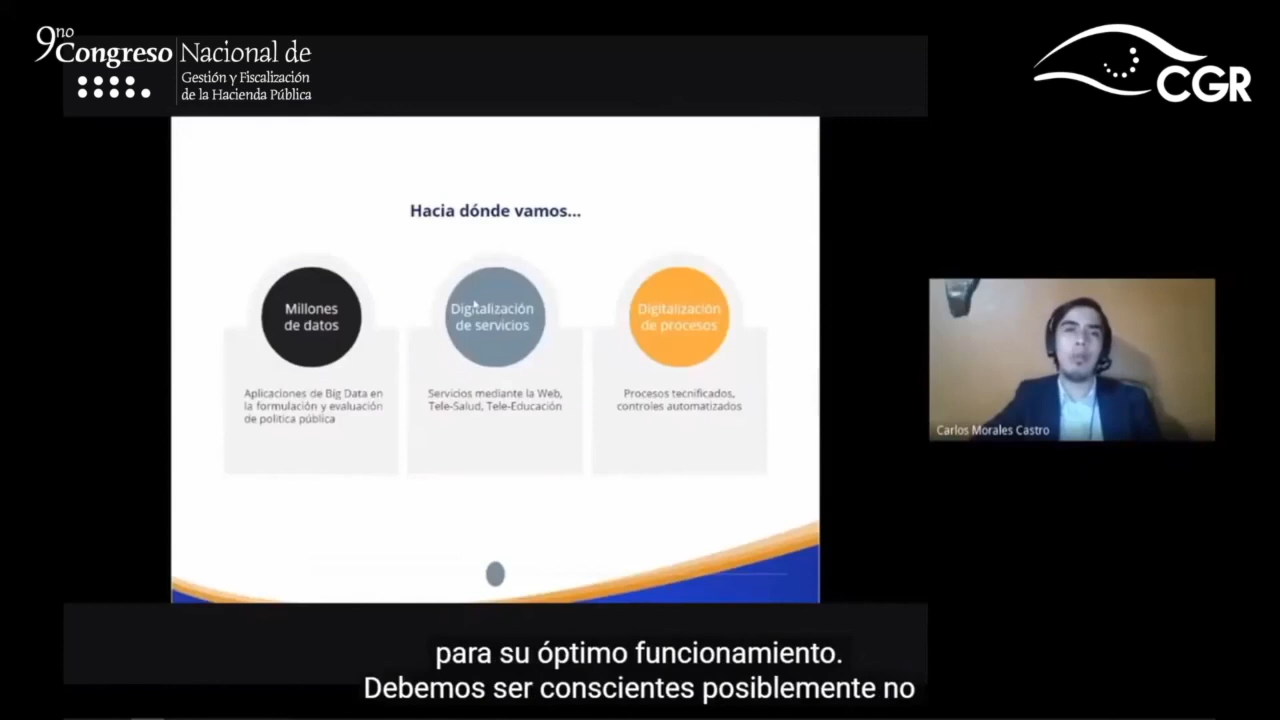 9no
Congreso
Nacional de
Gestión y Fiscalización
de la Hacienda Pública
CGR
Hacia dónde vamos...
Millones
de datos
Aplicaciones de Big Data en
la formulación y evaluación
de política pública
Digitalización
de servicios
Servicios mediante la Web,
Tele-Salud, Tele-Educación
Digitalización
de procesos
Procesos tecnificados,
controles automatizados
Carlos Morales Castro
para su óptimo funcionamiento.
Debemos ser conscientes posiblemente no